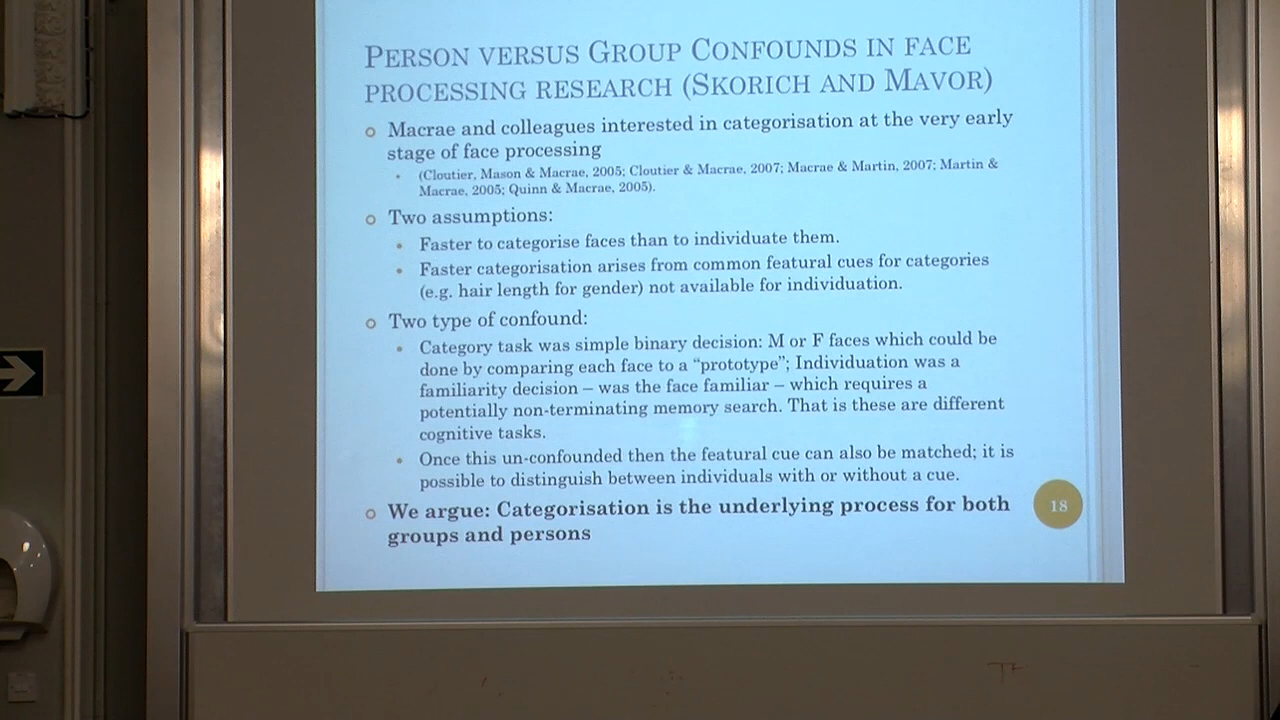 PERSON VERSUS GROUP CONFOUNDS IN FACE
PROCESSING RESEARCH (SKORICH AND MAVOR)
Macrae and colleagues interested in categorisation at the very early
stage of face processing
(Cloutier, Mason & Macrae, 2005; Cloutier & Macrae, 2007; Macrae & Martin, 2007; Martin &
Macrae, 2005; Quinn & Macrae, 2005).
Two assumptions:
Faster to categorise faces than to individuate them.
Faster categorisation arises from common featural cues for categories
(e.g. hair length for gender) not available for individuation.
Two type of confound:
Category task was simple binary decision: M or F faces which could be
done by comparing each face to a “prototype”; Individuation was a
familiarity decision – was the face familiar – which requires a
potentially non-terminating memory search. That is these are different
cognitive tasks.
Once this un-confounded then the featural cue can also be matched; it is
possible to distinguish between individuals with or without a cue.
We argue: Categorisation is the underlying process for both
groups and persons
18